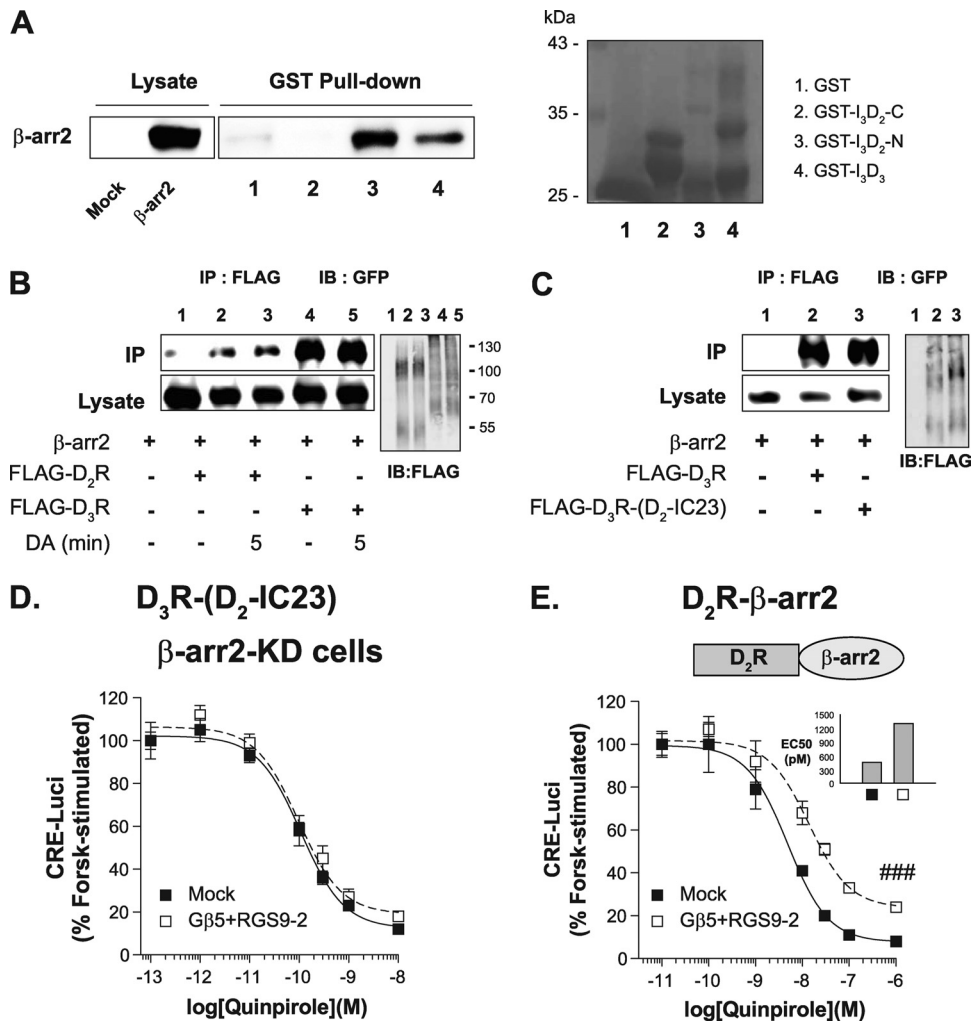 A
Lysate
GST Pull-down
β-arr2
Mock
β-arr2
1 2 3 4
kDa
43 -
35 -
25 -
1 2 3 4
1. GST
2. GST-I₃D₂-C
3. GST-I₃D₂-N
4. GST-I₃D₃
B
IP : FLAG IB : GFP
1 2 3 4 5
1 2 3 4 5
IP
Lysate
- 130
- 100
- 70
- 55
IB:FLAG
β-arr2 + + + + +
FLAG-D₂R - + + - -
FLAG-D₃R - - - + +
DA (min) - - 5 - 5
C
IP : FLAG IB : GFP
1 2 3
1 2 3
IP
Lysate
IB:FLAG
β-arr2 + + +
FLAG-D₃R - + -
FLAG-D₃R-(D₂-IC23) - - +
D. D₃R-(D₂-IC23)
β-arr2-KD cells
CRE-Luci
(% Forsk-stimulated)
120
100
80
60
40
20
0
Mock
Gβ5+RGS9-2
-13 -12 -11 -10 -9 -8
log[Quinpirole](M)
E. D₂R-β-arr2
D₂R β-arr2
CRE-Luci
(% Forsk-stimulated)
120
100
80
60
40
20
0
EC50
(pM)
1500
1200
900
600
300
0
###
Mock
Gβ5+RGS9-2
-11 -10 -9 -8 -7 -6
log[Quinpirole](M)